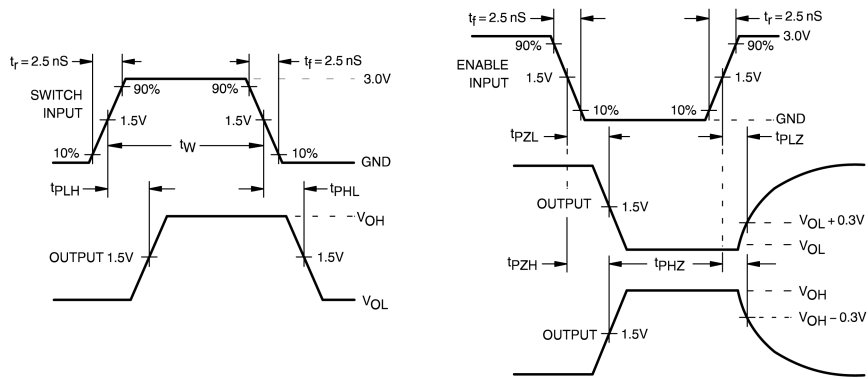 tr = 2.5 nS
tf = 2.5 nS
90%
90%
3.0V
SWITCH
INPUT
1.5V
1.5V
tW
10%
10%
GND
tPLH
tPHL
VOH
OUTPUT
1.5V
1.5V
VOL
tf = 2.5 nS
tr = 2.5 nS
3.0V
90%
90%
ENABLE
INPUT
1.5V
1.5V
10%
10%
GND
tPZL
tPLZ
OUTPUT
1.5V
VOL + 0.3V
VOL
tPZH
tPHZ
VOH
VOH – 0.3V
OUTPUT
1.5V